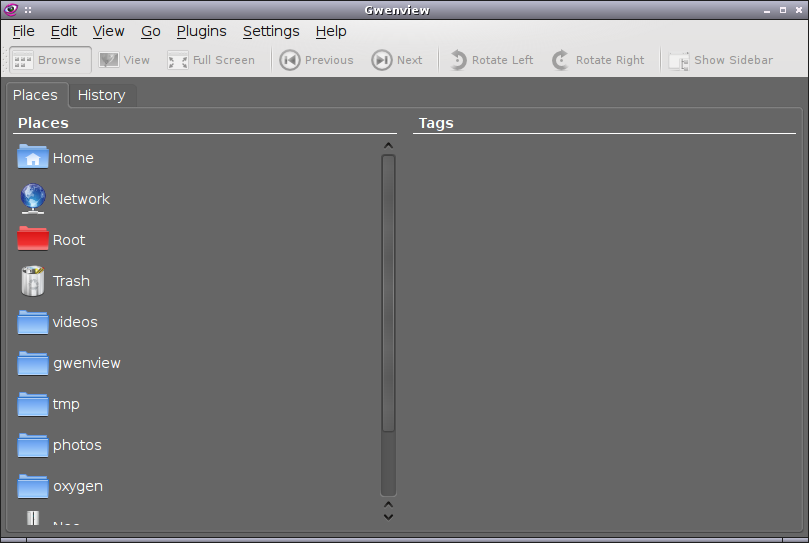 Gwenview
File Edit View Go Plugins Settings Help
Browse View Full Screen Previous Next Rotate Left Rotate Right Show Sidebar
Places History
Places Tags
Home
Network
Root
Trash
videos
gwenview
tmp
photos
oxygen